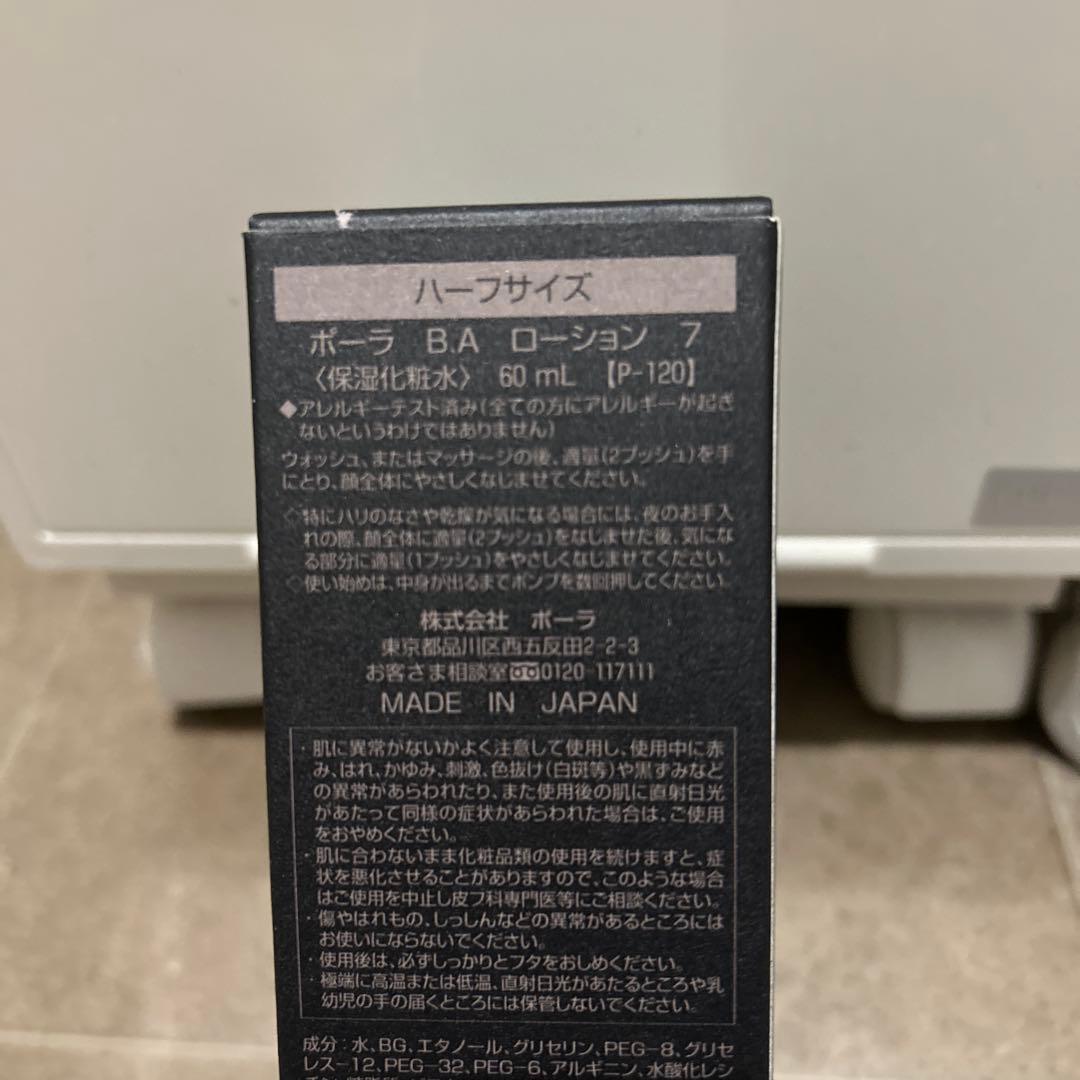 ハーフサイズ
ポーラ B.A ローション 7
〈保湿化粧水〉 60 mL 【P-120】
◆アレルギーテスト済み(全ての方にアレルギーが起き
ないというわけではありません)
ウォッシュ、またはマッサージの後、適量(2プッシュ)を手
にとり、顔全体にやさしくなじませてください。
◇特にハリのなさや乾燥が気になる場合には、夜のお手入
れの際、顔全体に適量(2プッシュ)をなじませた後、気にな
る部分に適量(1プッシュ)をやさしくなじませてください。
◇使い始めは、中身が出るまでポンプを数回押してください。
株式会社 ポーラ
東京都品川区西五反田2-2-3
お客さま相談室 0120-117111
MADE IN JAPAN
・肌に異常がないかよく注意して使用し、使用中に赤
み、はれ、かゆみ、刺激、色抜け(白斑等)や黒ずみなど
の異常があらわれたり、また使用後の肌に直射日光
があたって同様の症状があらわれた場合は、ご使用
をおやめください。
・肌に合わないまま化粧品類の使用を続けますと、症
状を悪化させることがありますので、このような場合
はご使用を中止し皮フ科専門医等にご相談ください。
・傷やはれもの、しっしんなどの異常があるところには
お使いにならないでください。
・使用後は、必ずしっかりとフタをおしめください。
・極端に高温または低温、直射日光があたるところや乳
幼児の手の届くところには保管しないでください。
成分:水、BG、エタノール、グリセリン、PEG-8、グリセ
レス-12、PEG-32、PEG-6、アルギニン、水酸化レシ